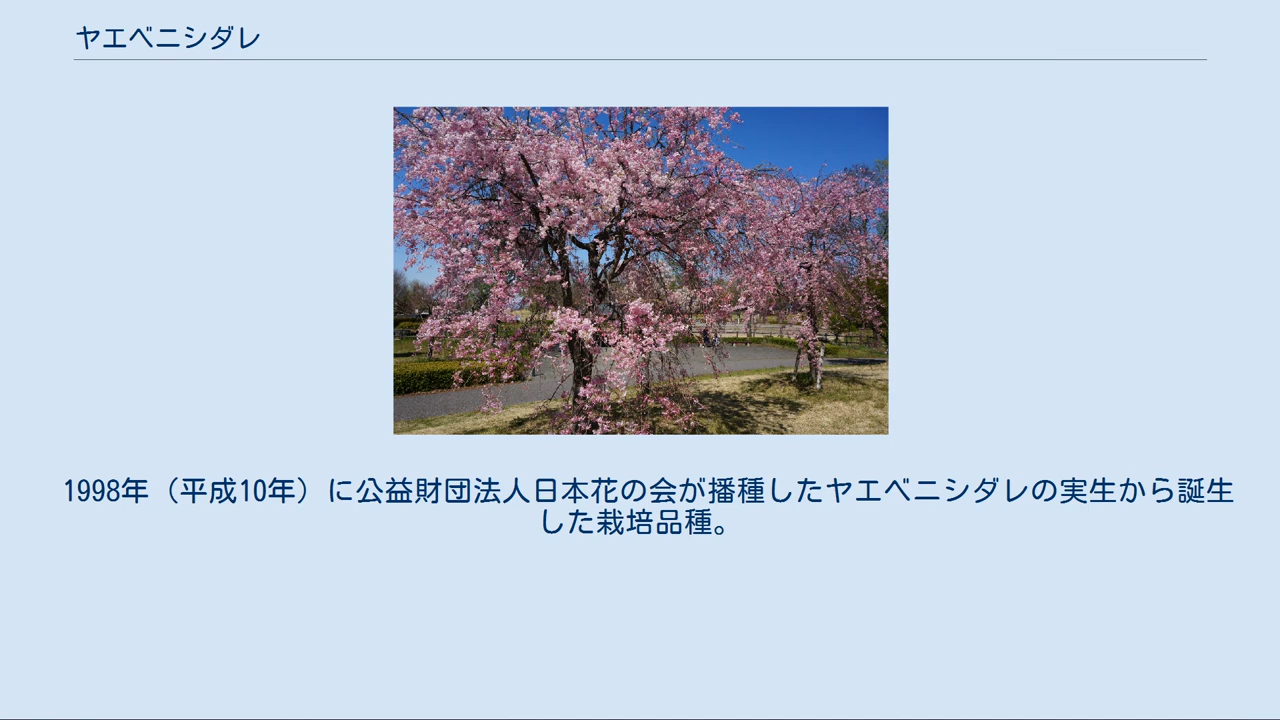 ヤエベニシダレ
1998年（平成10年）に公益財団法人日本花の会が播種したヤエベニシダレの実生から誕生
した栽培品種。